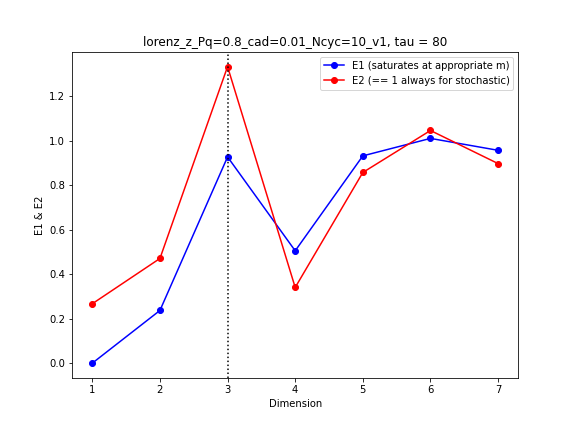 lorenz_z_Pq=0.8_cad=0.01_Ncyc=10_v1, tau = 80
E1 (saturates at appropriate m)
E2 (== 1 always for stochastic)
E1 & E2
1.2
1.0
0.8
0.6
0.4
0.2
0.0
1 2 3 4 5 6 7
Dimension